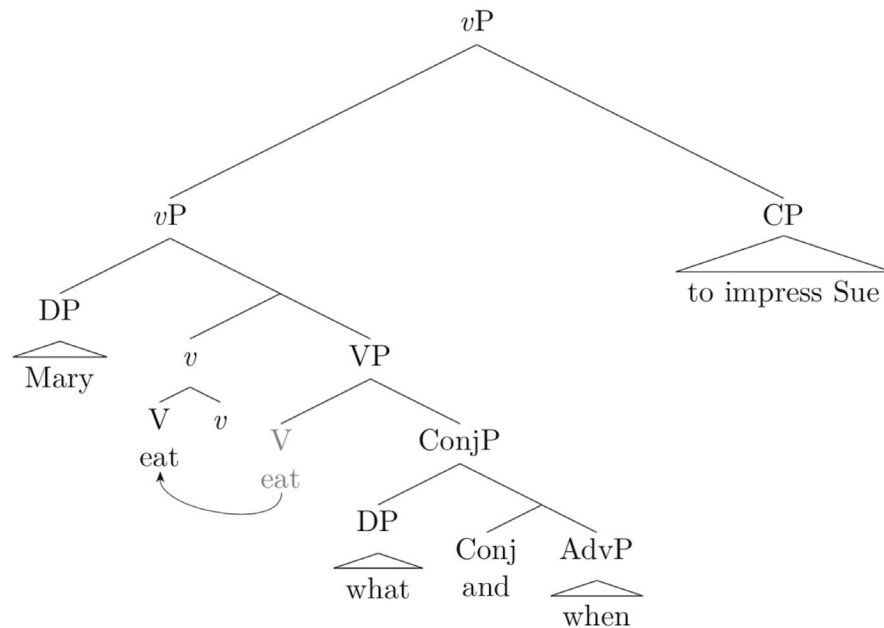 vP
vP CP
to impress Sue
DP
Mary
v VP
V v V ConjP
eat eat
DP Conj AdvP
what and when